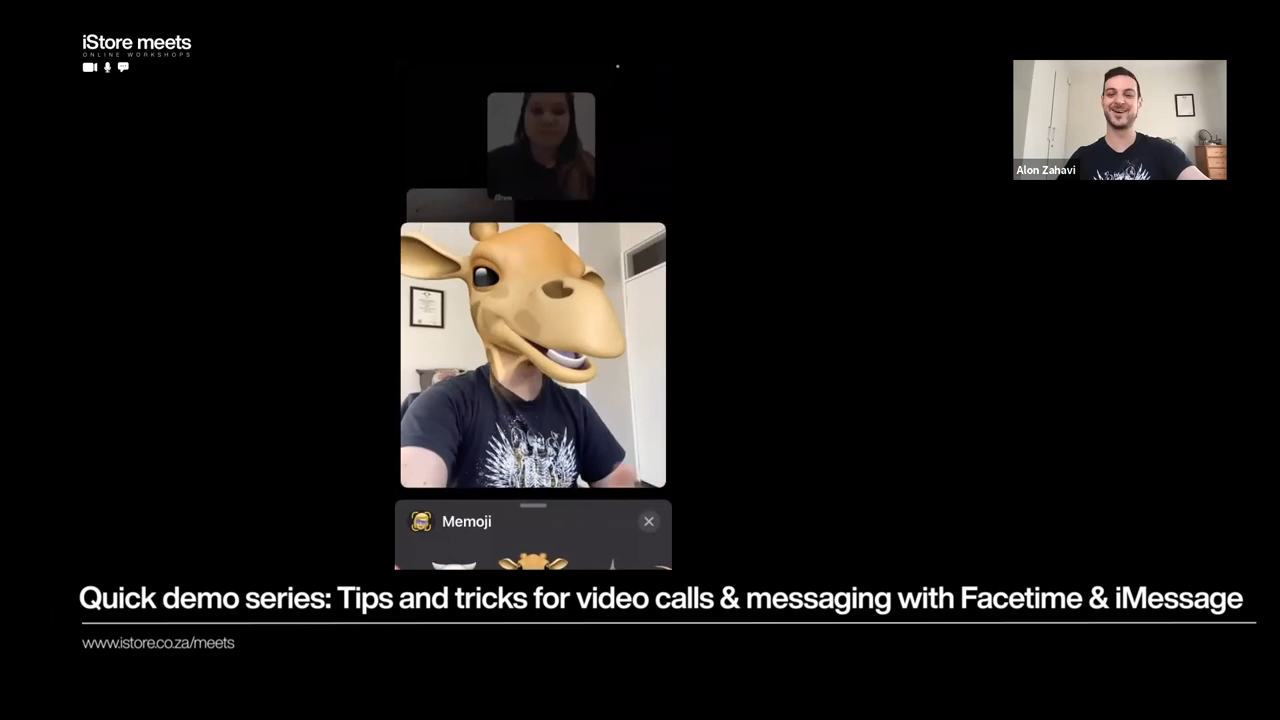 iStore meets
ONLINE WORKSHOPS
Alon Zahavi
Memoji
Quick demo series: Tips and tricks for video calls & messaging with Facetime & iMessage
www.istore.co.za/meets